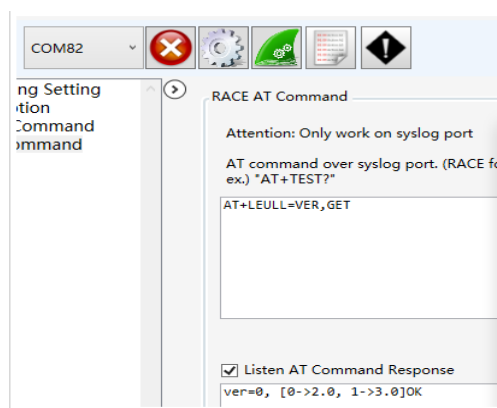 COM82
ng Setting
tion
Command
ommand
RACE AT Command
Attention: Only work on syslog port
AT command over syslog port. (RACE fo
ex.) "AT+TEST?"
AT+LEULL=VER,GET
Listen AT Command Response
ver=0, [0->2.0, 1->3.0]OK